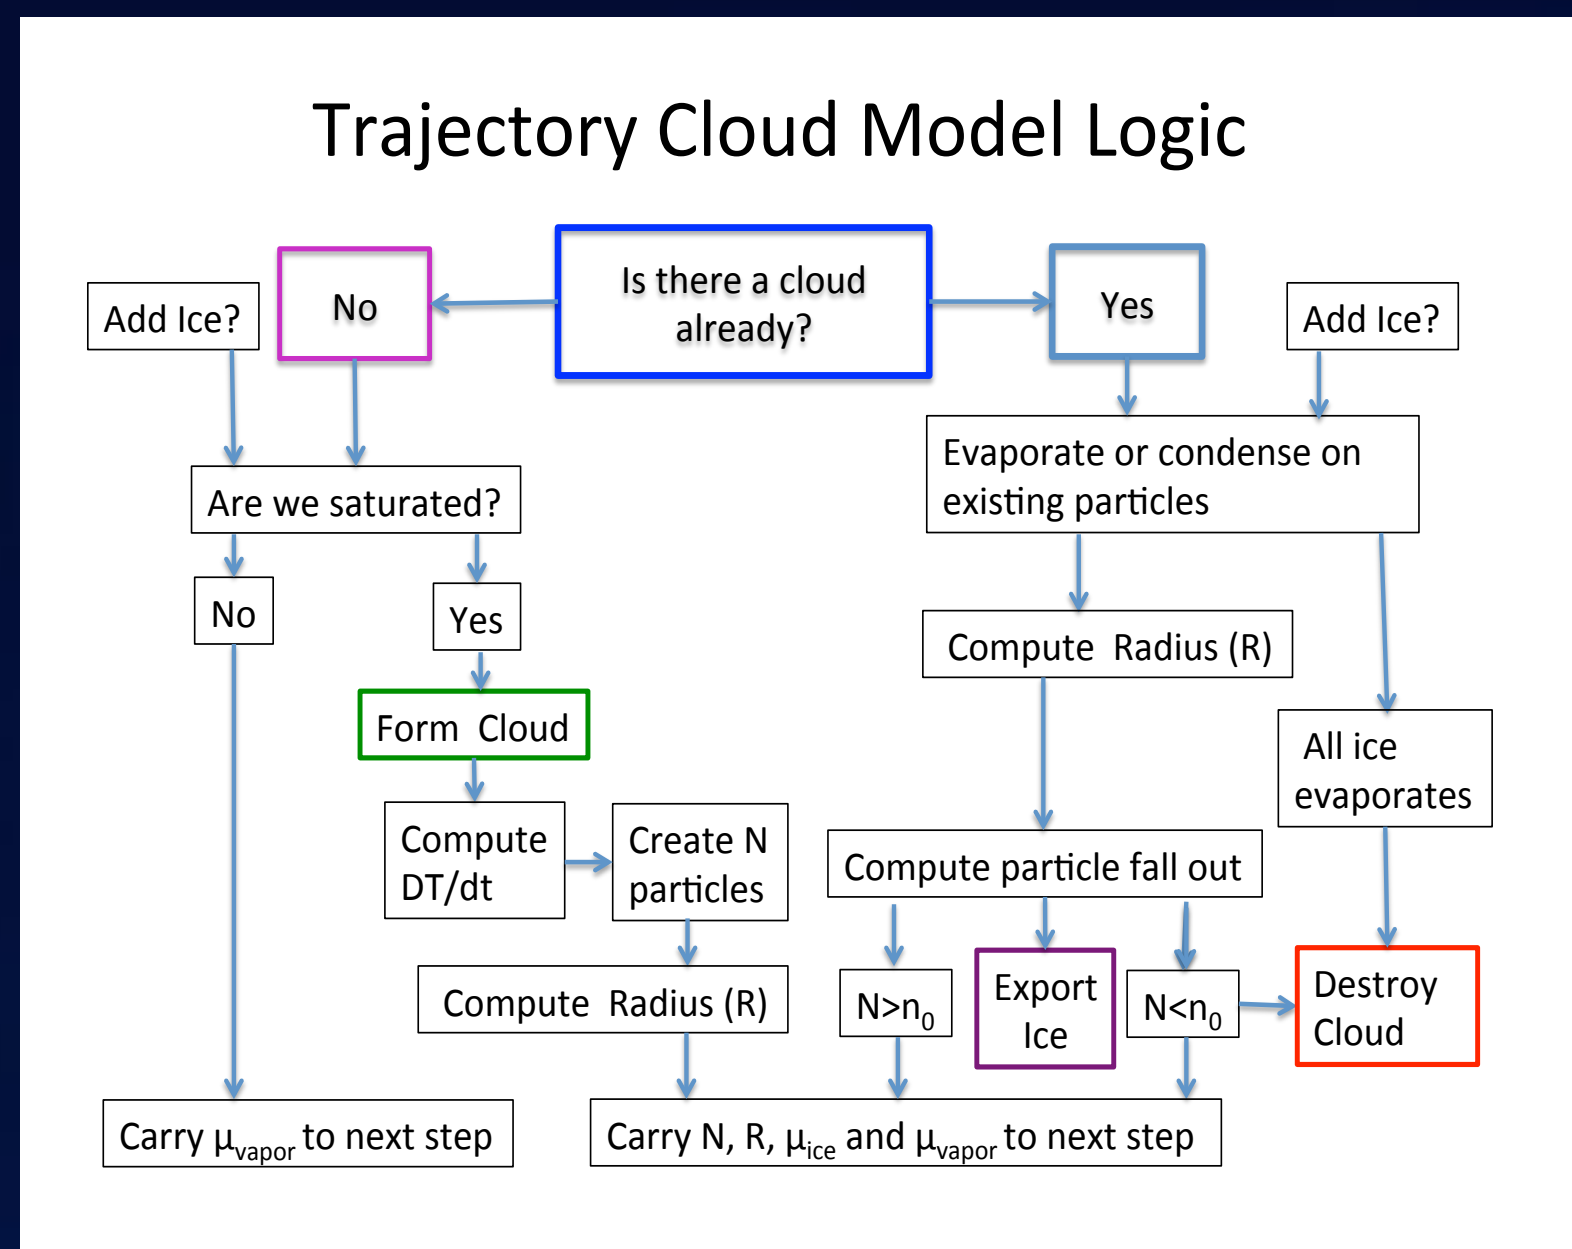 Trajectory Cloud Model Logic
Is there a cloud
already?
No
Yes
Add Ice?
Add Ice?
Are we saturated?
No
Yes
Form Cloud
Compute
DT/dt
Create N
particles
Compute Radius (R)
Carry μvapor to next step
Evaporate or condense on
existing particles
Compute Radius (R)
All ice
evaporates
Compute particle fall out
N>n0
Export
Ice
N<n0
Destroy
Cloud
Carry N, R, μice and μvapor to next step